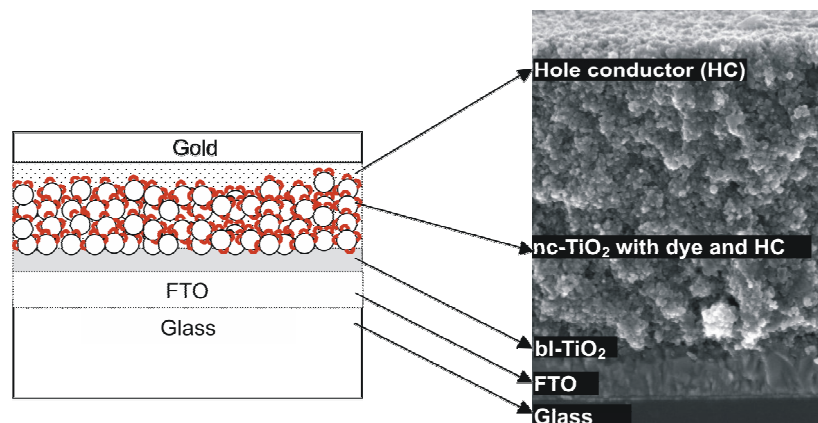 Gold
FTO
Glass
Hole conductor (HC)
nc-TiO₂ with dye and HC
bl-TiO₂
FTO
Glass